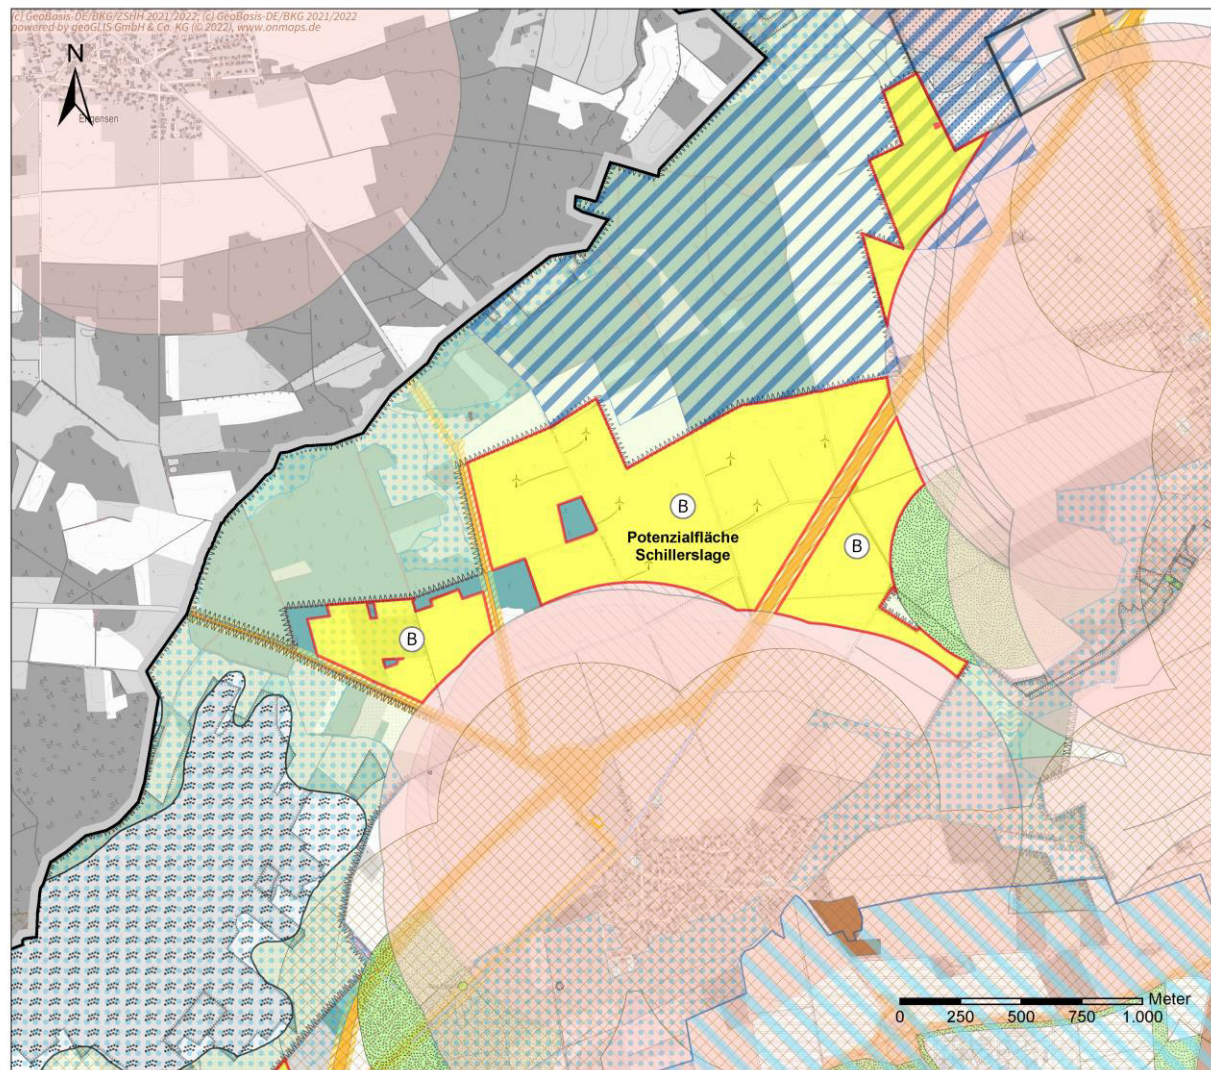 (c) GeoBasis-DE/BKG/ZSHH 2021/2022, (c) GeoBasis-DE/BKG 2021/2022
powered by geoGLIS GmbH & Co. KG (© 2022), www.onmaps.de
N
Engensen
B
Potenzialfläche
Schillerslage
B
B
Meter
0 250 500 750 1.000